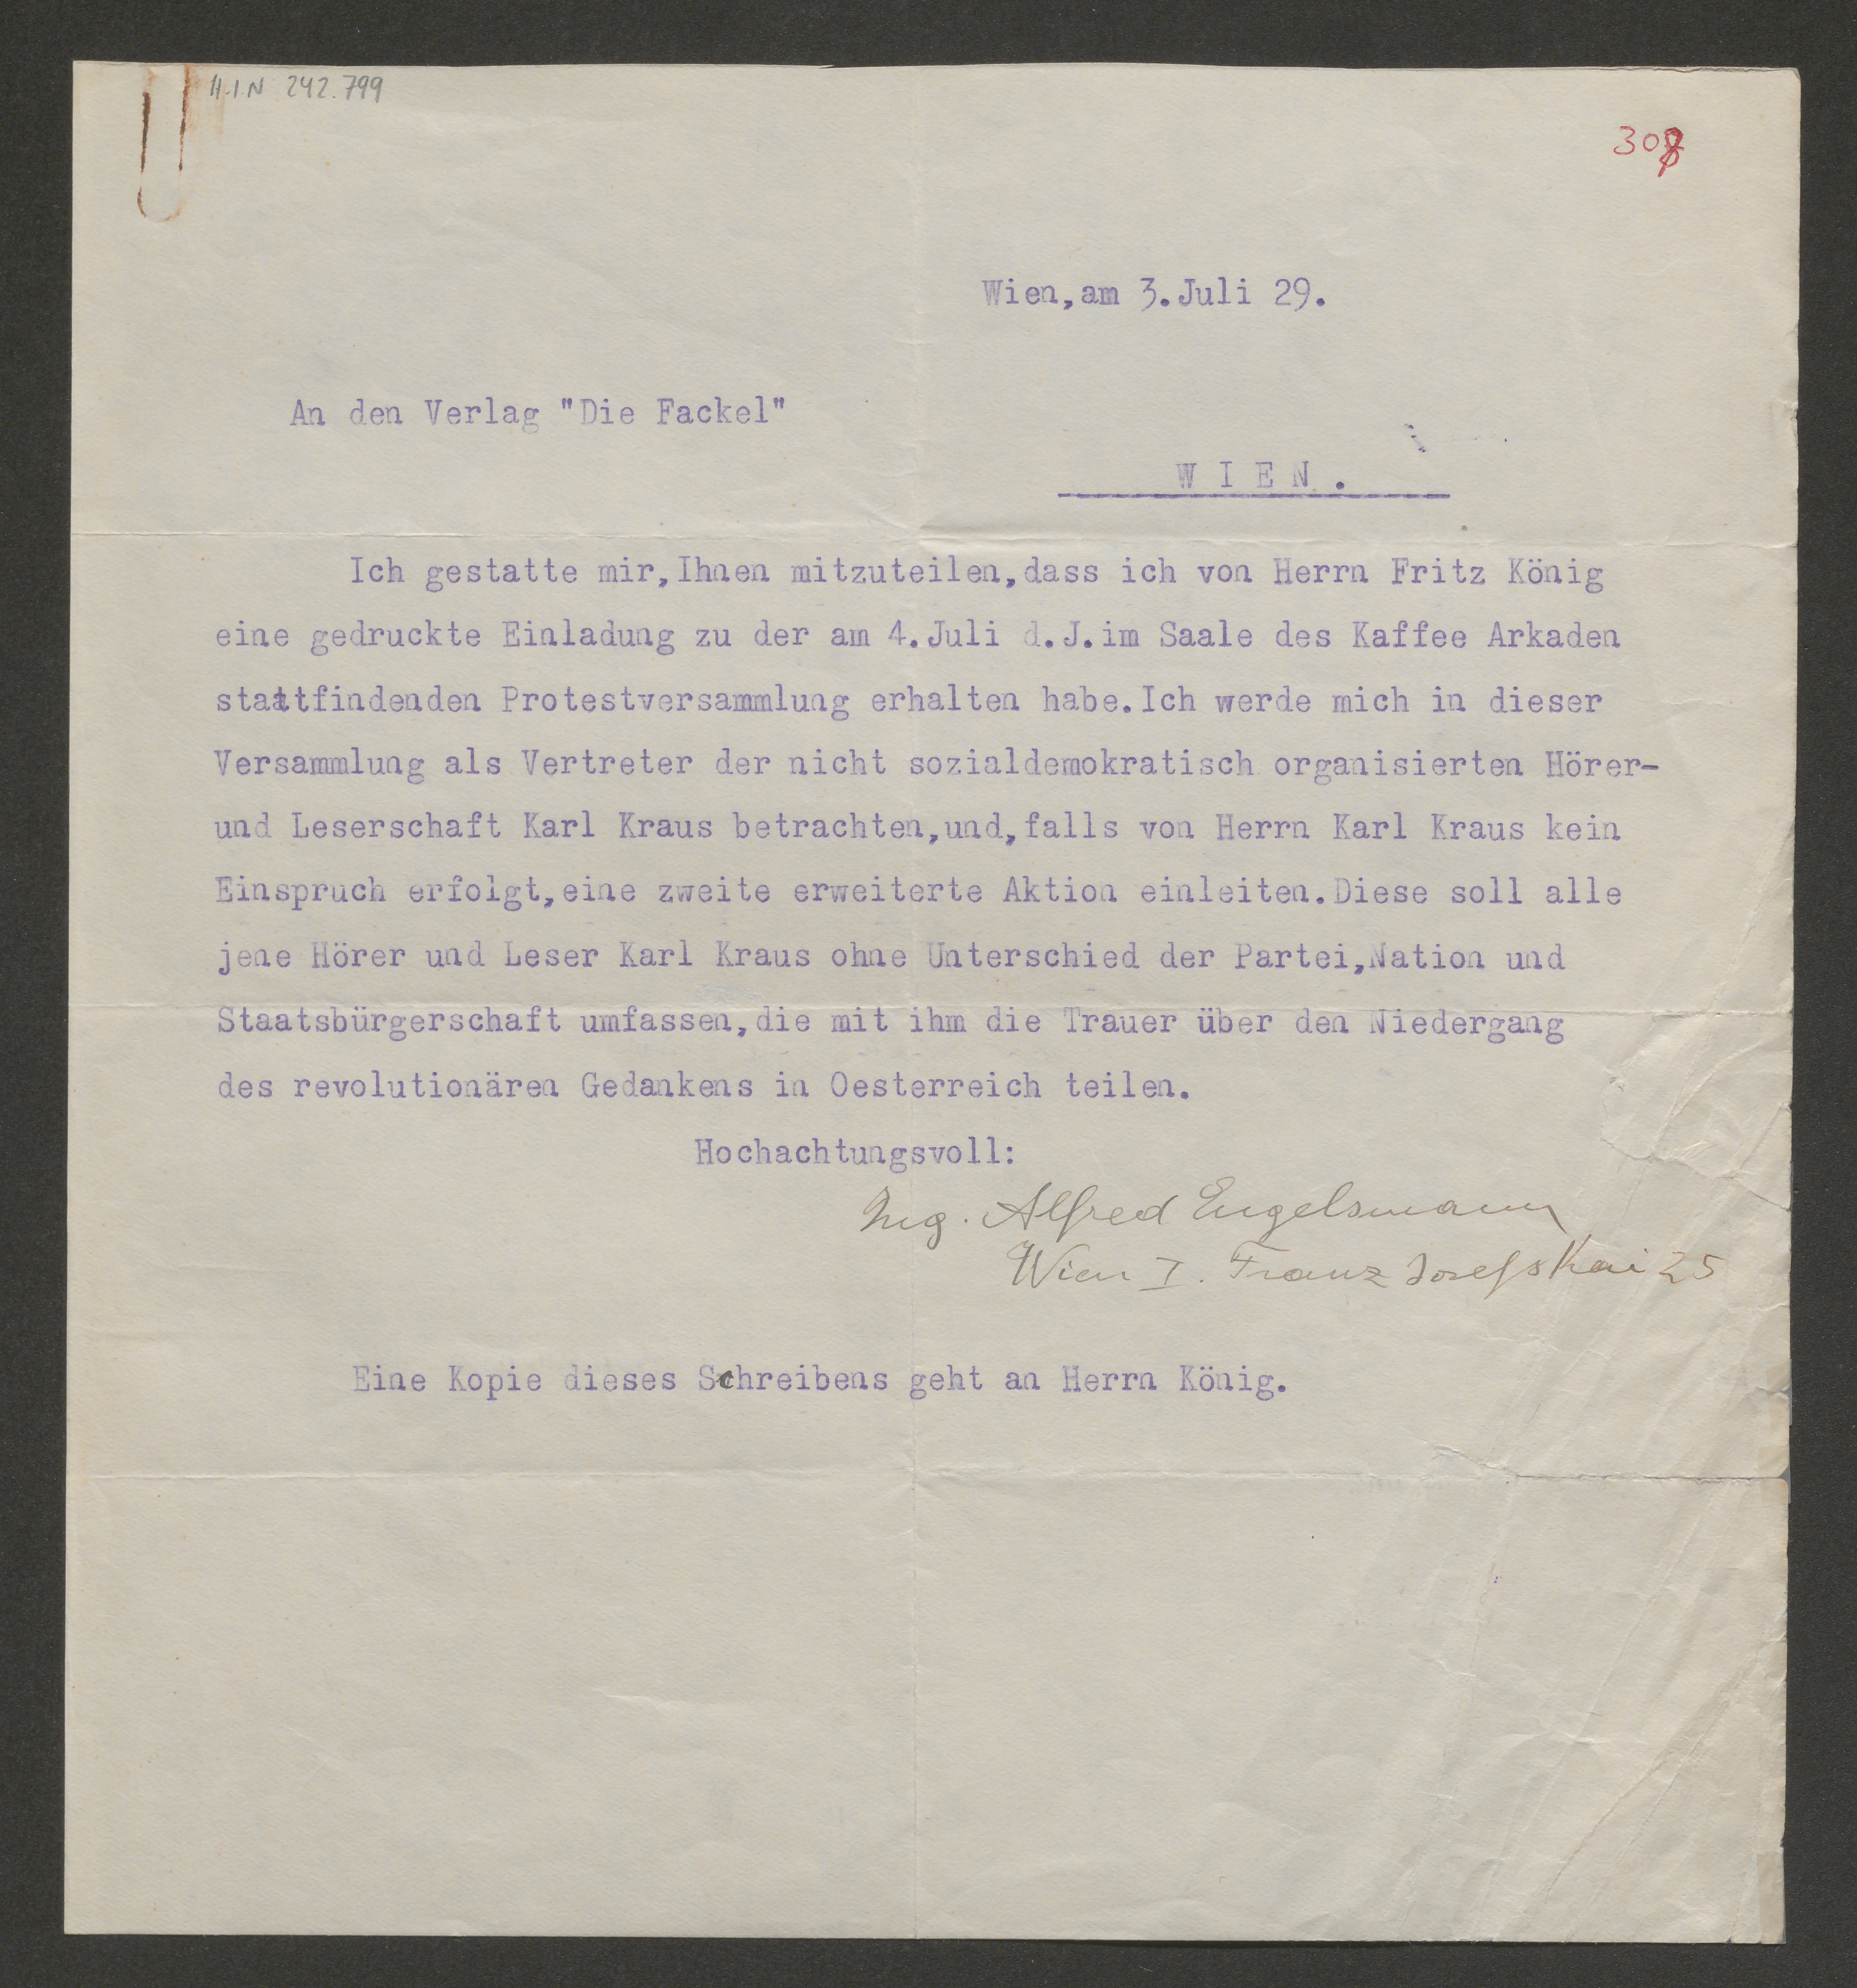 H.I.N 242.799
308
Wien,am 3.Juli 29.
An den Verlag "Die Fackel"
W I E N .
Ich gestatte mir,Ihnen mitzuteilen,dass ich von Herrn Fritz König
eine gedruckte Einladung zu der am 4.Juli d.J.im Saale des Kaffee Arkaden
stattfindenden Protestversammlung erhalten habe.Ich werde mich in dieser
Versammlung als Vertreter der nicht sozialdemokratisch organisierten Hörer-
und Leserschaft Karl Kraus betrachten,und,falls von Herrn Karl Kraus kein
Einspruch erfolgt,eine zweite erweiterte Aktion einleiten.Diese soll alle
jene Hörer und Leser Karl Kraus ohne Unterschied der Partei,Nation und
Staatsbürgerschaft umfassen,die mit ihm die Trauer über den Niedergang
des revolutionären Gedankens in Oesterreich teilen.
Hochachtungsvoll:
Ing. Alfred Engelsmann
Wien I. Franz Josefs Kai 25
Eine Kopie dieses Schreibens geht an Herrn König.